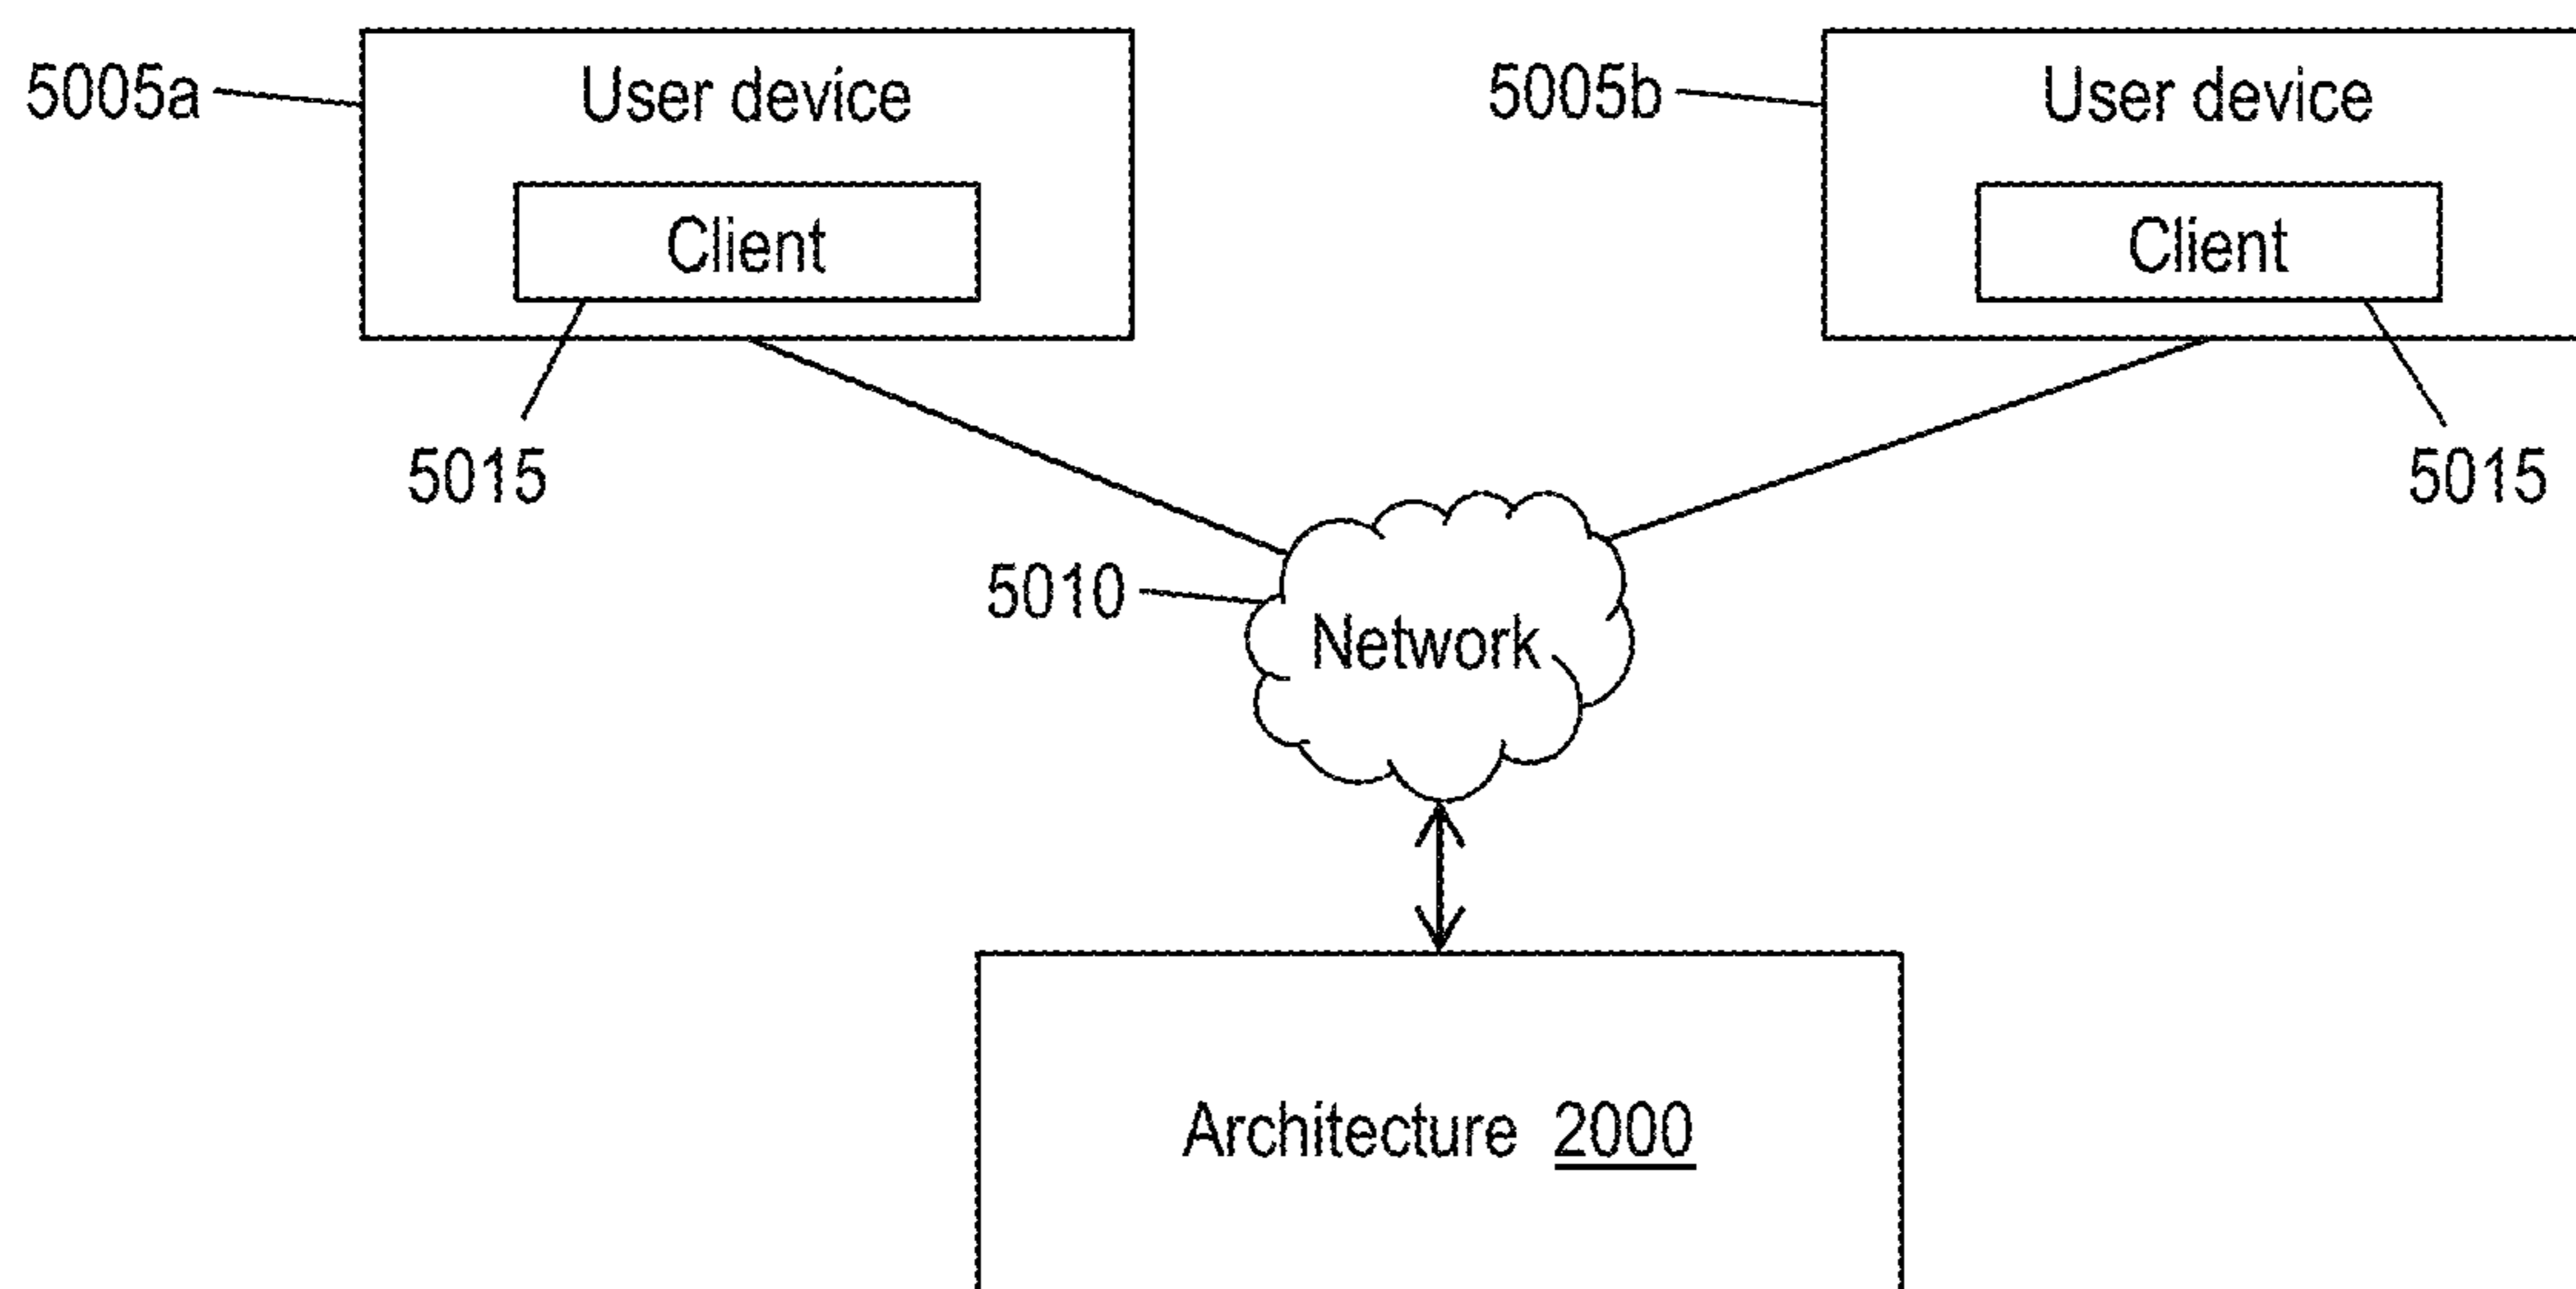 5005a User device 5005b User device
Client Client
5015 5015
5010
Network
Architecture 2000